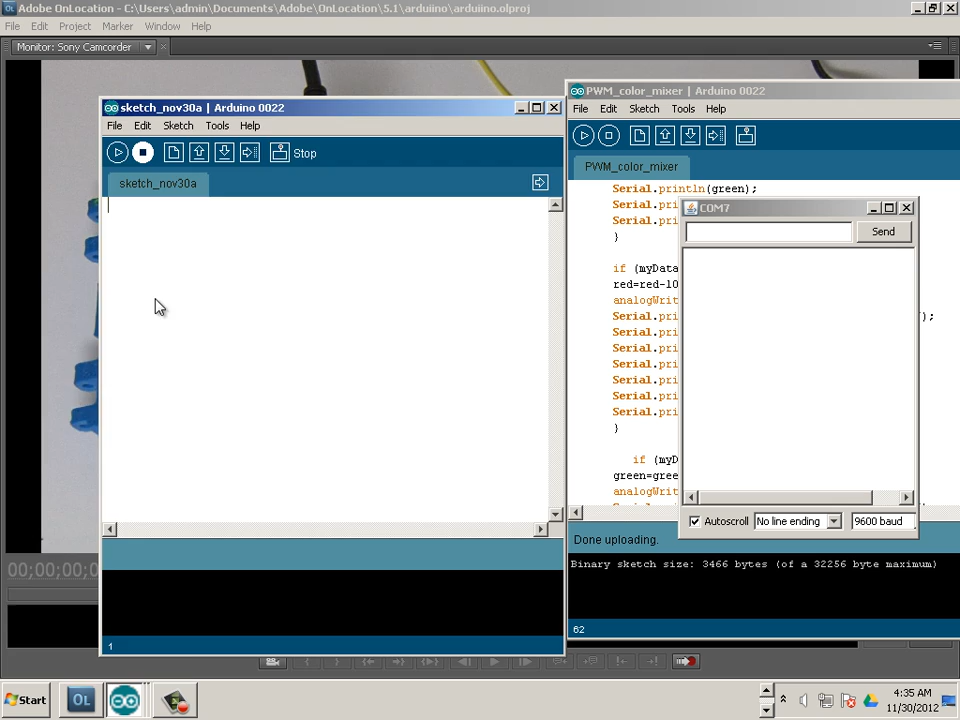 Adobe OnLocation - C:\Users\admin\Documents\Adobe\OnLocation\5.1\arduiino\arduiino.olproj
File Edit Project Marker Window Help
Monitor: Sony Camcorder
sketch_nov30a | Arduino 0022
File Edit Sketch Tools Help
Stop
sketch_nov30a
1
PWM_color_mixer | Arduino 0022
File Edit Sketch Tools Help
PWM_color_mixer
Serial.println(green);
Serial.pri
Serial.pri
}
if (myData
red=red-10
analogWrit
Serial.pri );
Serial.pri
Serial.pri
Serial.pri
Serial.pri
Serial.pri
Serial.pri
}
if (myD
green=gree
analogWrit
COM7
Send
Autoscroll No line ending 9600 baud
Done uploading.
Binary sketch size: 3466 bytes (of a 32256 byte maximum)
62
00;00;00;0
Start OL
4:35 AM
11/30/2012